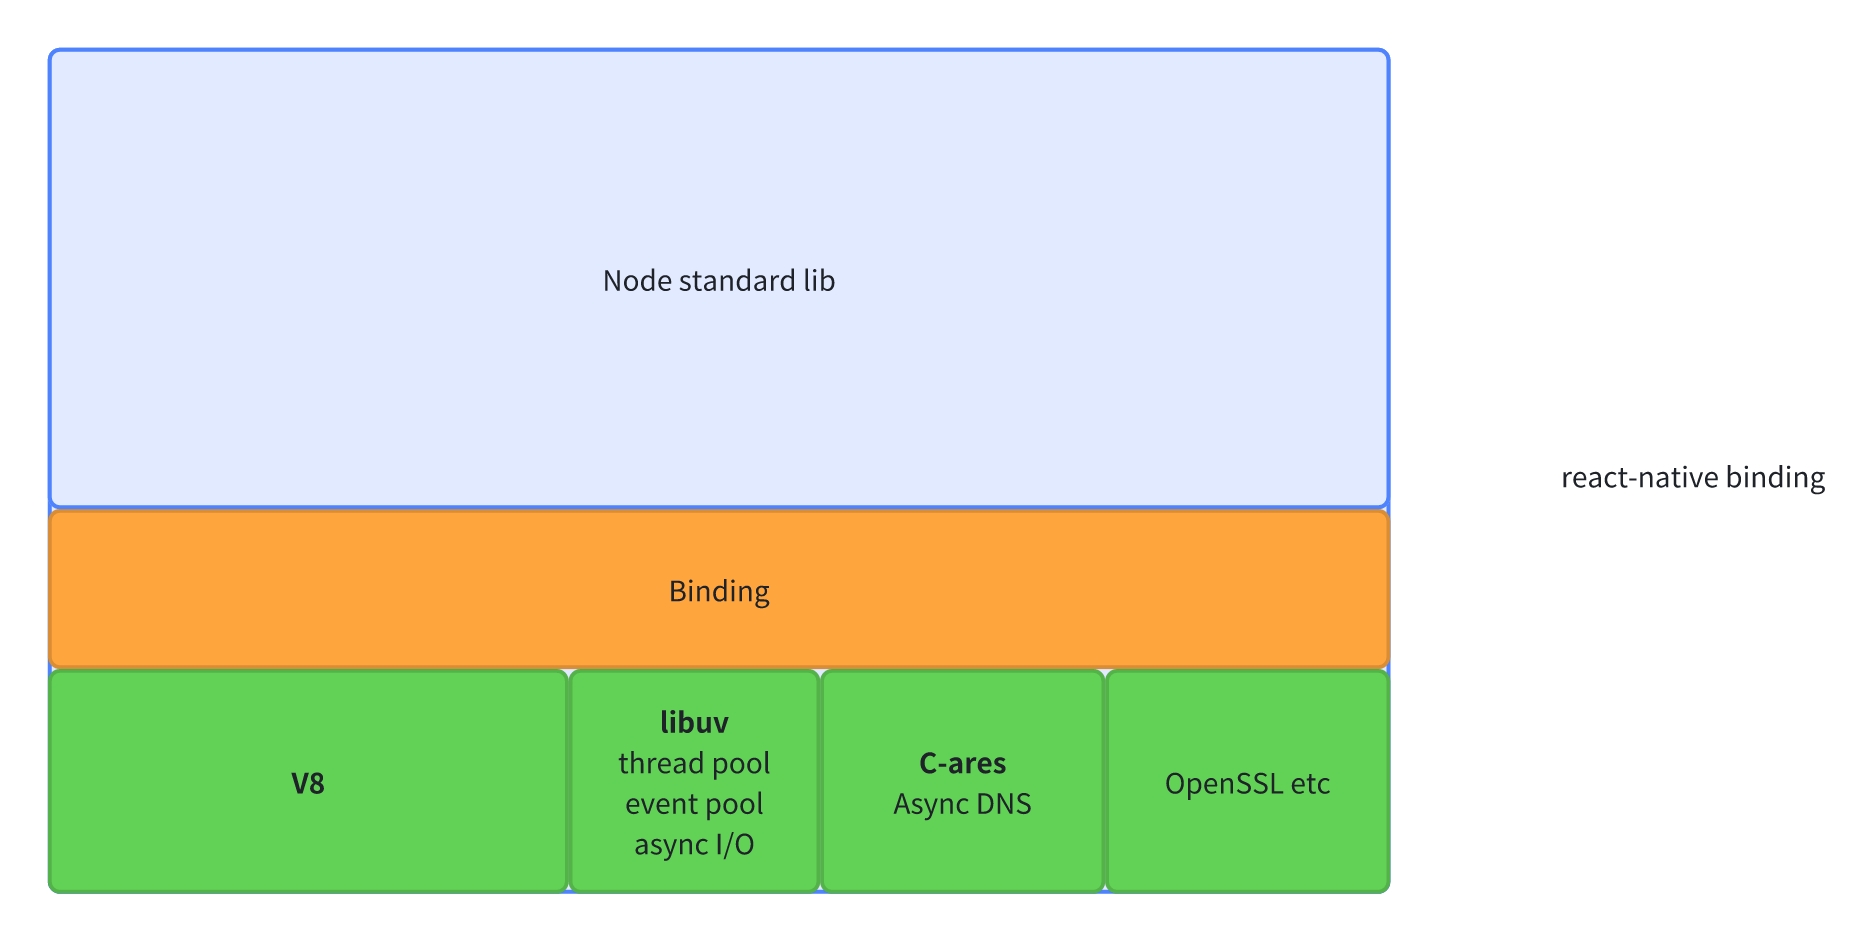 Node standard lib
react-native binding
Binding
V8
libuv
thread pool
event pool
async I/O
C-ares
Async DNS
OpenSSL etc